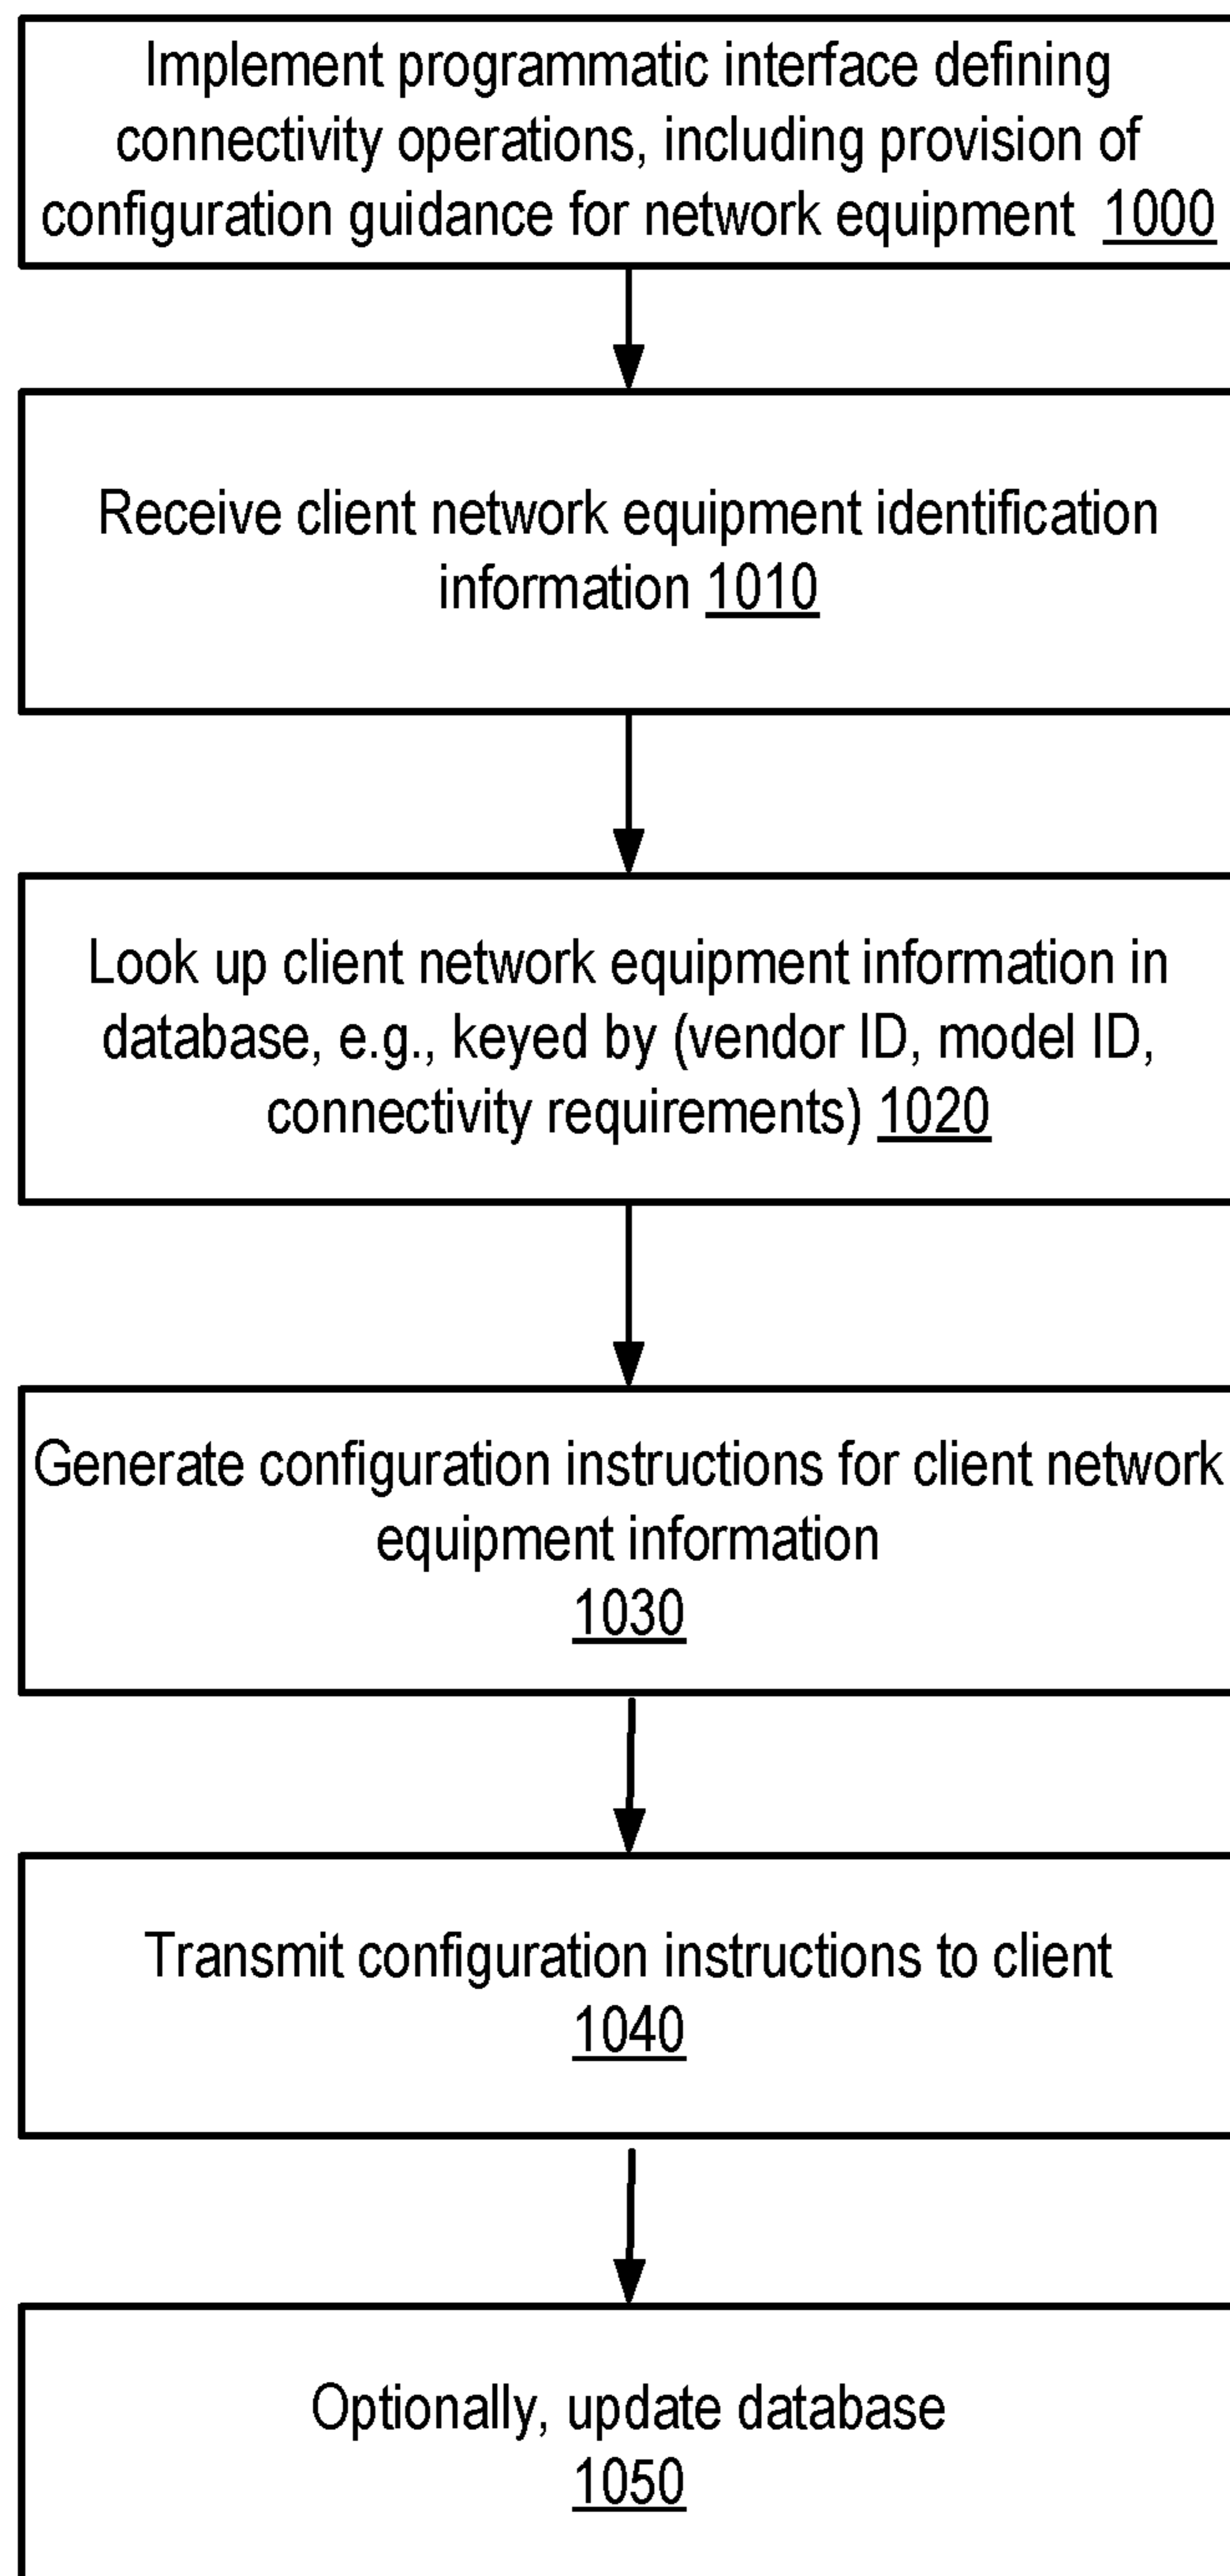 Implement programmatic interface defining
connectivity operations, including provision of
configuration guidance for network equipment 1000
Receive client network equipment identification
information 1010
Look up client network equipment information in
database, e.g., keyed by (vendor ID, model ID,
connectivity requirements) 1020
Generate configuration instructions for client network
equipment information
1030
Transmit configuration instructions to client
1040
Optionally, update database
1050